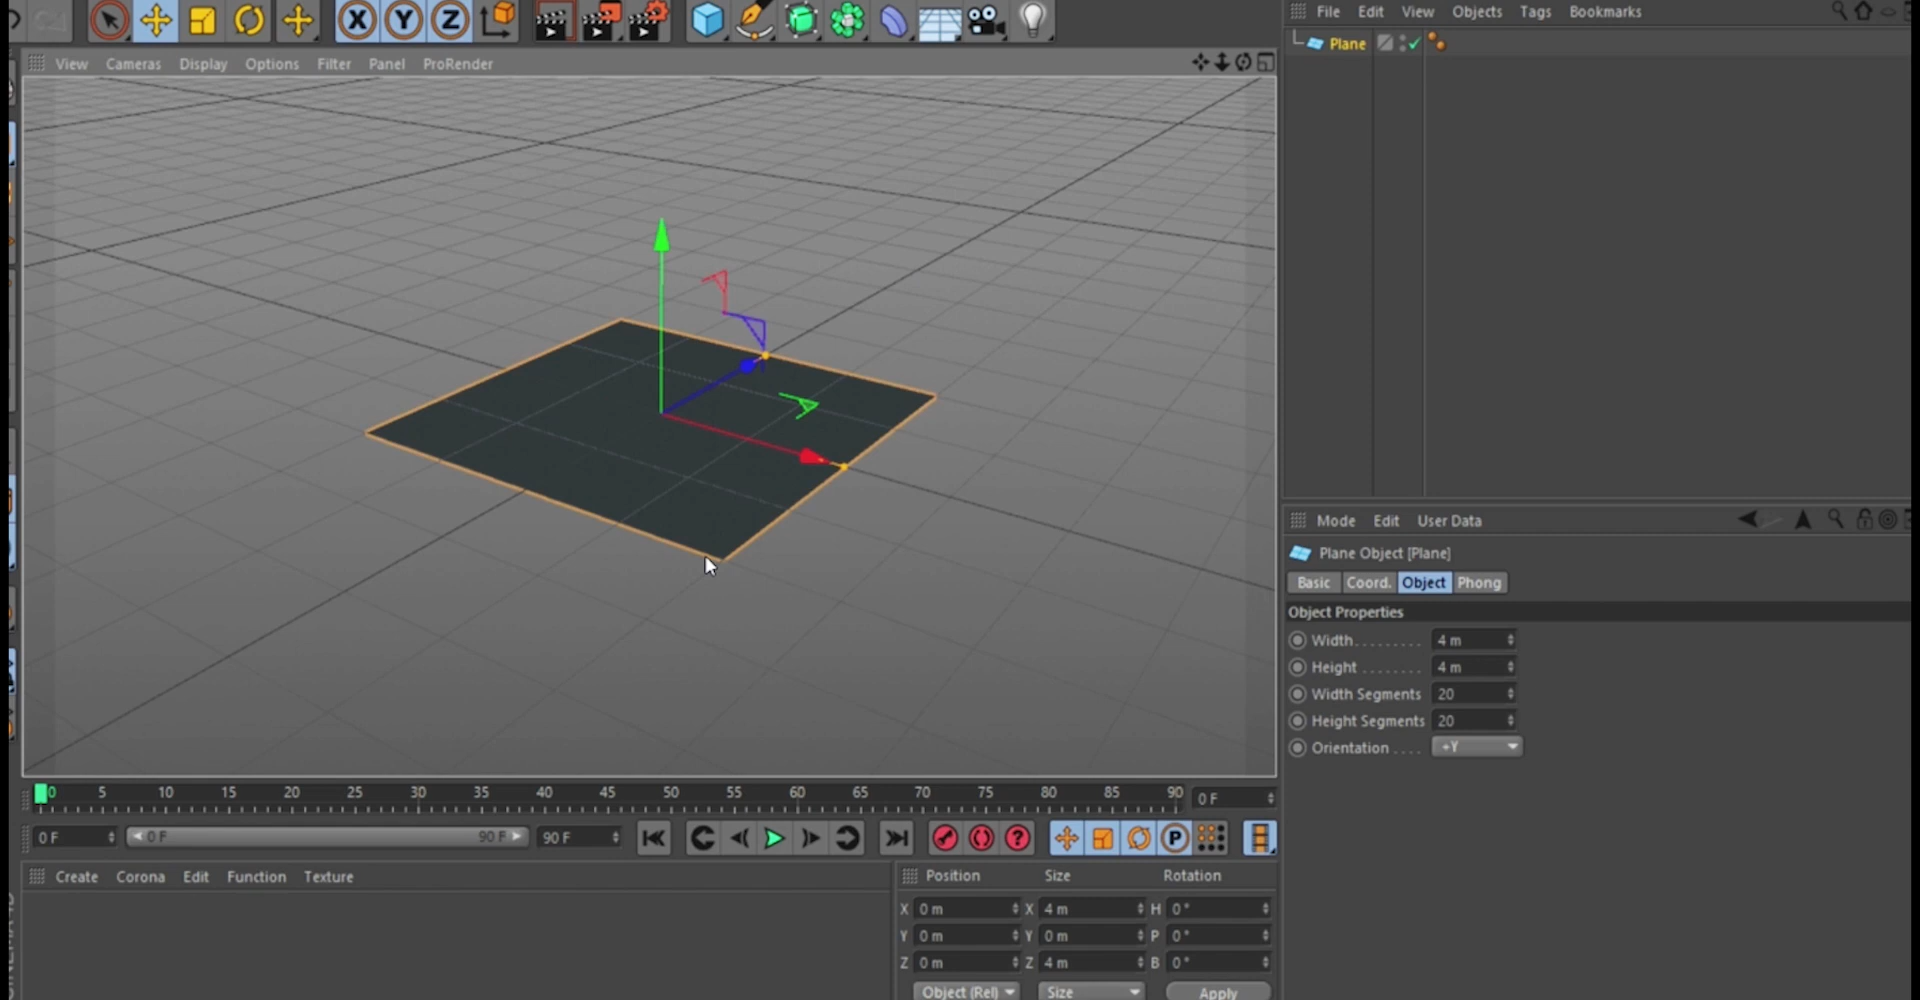 X Y Z
File Edit View Objects Tags Bookmarks
Plane
View Cameras Display Options Filter Panel ProRender
Mode Edit User Data
Plane Object [Plane]
Basic Coord. Object Phong
Object Properties
Width 4 m
Height 4 m
Width Segments 20
Height Segments 20
Orientation +Y
0 5 10 15 20 25 30 35 40 45 50 55 60 65 70 75 80 85 90 0 F
0 F 0 F 90 F 90 F ? P
Create Corona Edit Function Texture
Position Size Rotation
X 0 m X 4 m H 0 °
Y 0 m Y 0 m P 0 °
Z 0 m Z 4 m B 0 °
Object (Rel) Size Apply